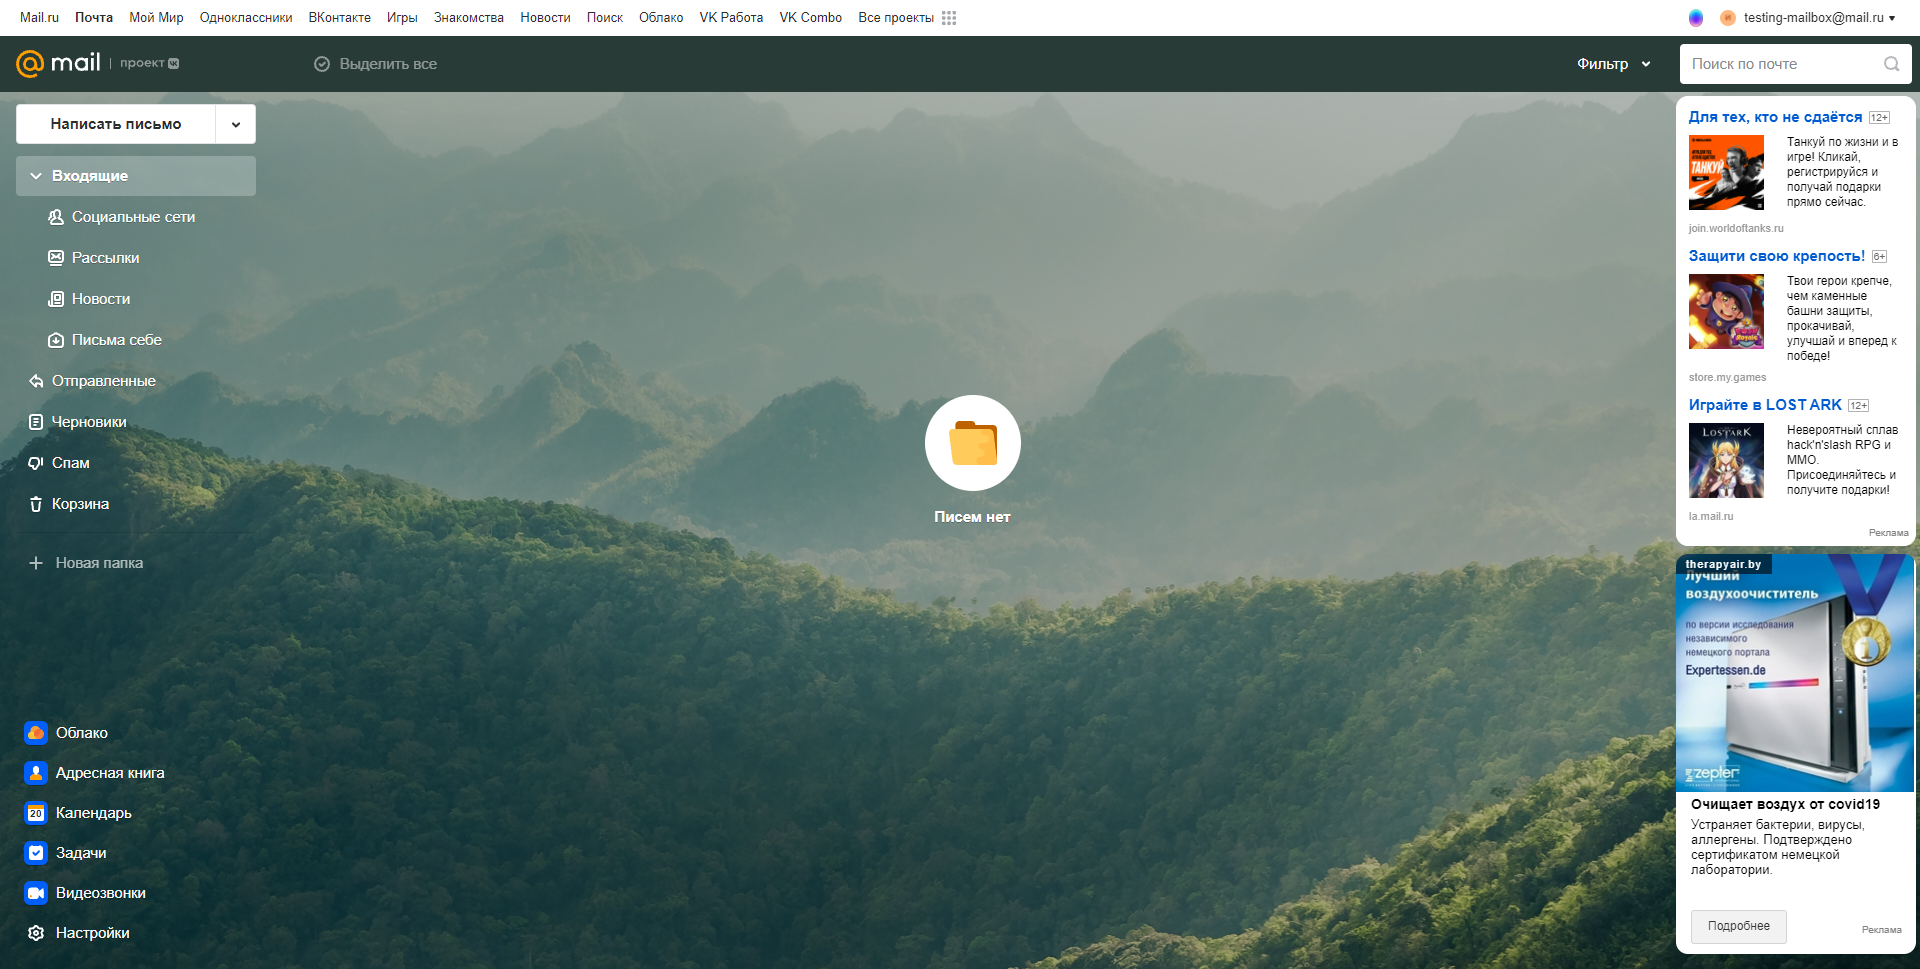 Mail.ru Почта Мой Мир Одноклассники ВКонтакте Игры Знакомства Новости Поиск Облако VK Работа VK Combo Все проекты
testing-mailbox@mail.ru
mail проект
Выделить все
Фильтр
Поиск по почте
Написать письмо
Входящие
Социальные сети
Рассылки
Новости
Письма себе
Отправленные
Черновики
Спам
Корзина
Новая папка
Облако
Адресная книга
20
Календарь
Задачи
Видеозвонки
Настройки
Писем нет
Для тех, кто не сдаётся 12+
ТАНКУЙ
Танкуй по жизни и в
игре! Кликай,
регистрируйся и
получай подарки
прямо сейчас.
join.worldoftanks.ru
Защити свою крепость! 6+
Твои герои крепче,
чем каменные
башни защиты,
прокачивай,
улучшай и вперед к
победе!
store.my.games
Играйте в LOST ARK 12+
LOSTARK
Невероятный сплав
hack'n'slash RPG и
MMO.
Присоединяйтесь и
получите подарки!
la.mail.ru
Реклама
therapyair.by
Лучший
воздухоочиститель
по версии исследования
независимого
немецкого портала
Expertessen.de
1
zepter
Очищает воздух от covid19
Устраняет бактерии, вирусы,
аллергены. Подтверждено
сертификатом немецкой
лаборатории.
Подробнее
Реклама